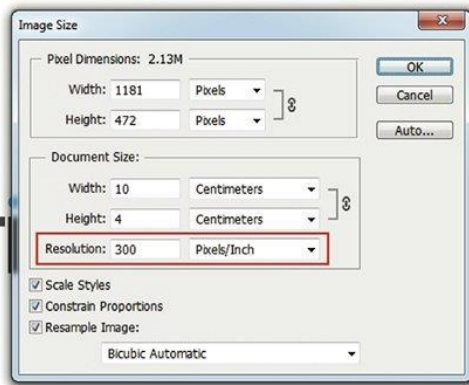 Image Size
Pixel Dimensions: 2.13M
Width: 1181 Pixels
Height: 472 Pixels
OK
Cancel
Auto...
Document Size:
Width: 10 Centimeters
Height: 4 Centimeters
Resolution: 300 Pixels/Inch
Scale Styles
Constrain Proportions
Resample Image:
Bicubic Automatic